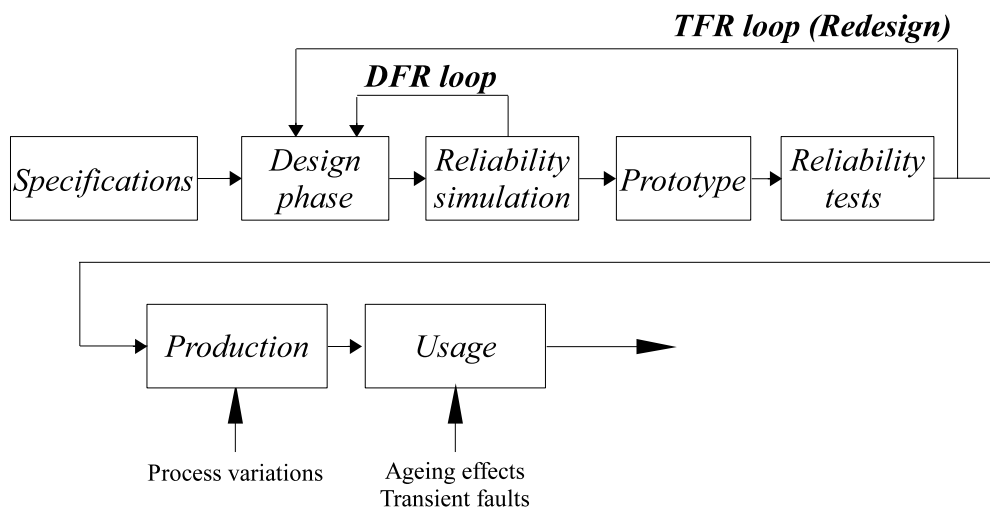 TFR loop (Redesign)
DFR loop
Specifications
Design
phase
Reliability
simulation
Prototype
Reliability
tests
Production
Usage
Process variations
Ageing effects
Transient faults